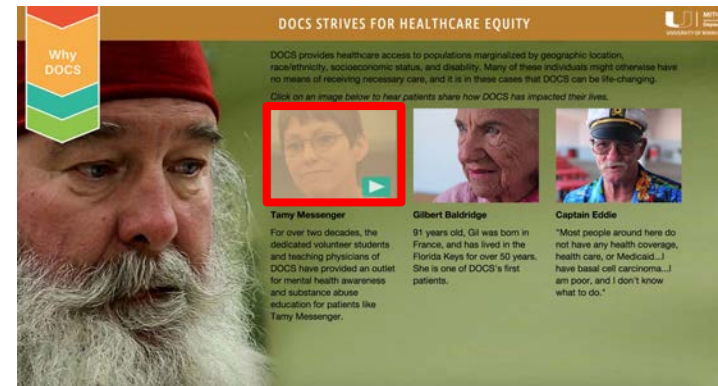 DOCS STRIVES FOR HEALTHCARE EQUITY
Why
DOCS
DOCS provides healthcare access to populations marginalized by geographic location,
race/ethnicity, socioeconomic status, and disability. Many of these individuals might otherwise have
no means of receiving necessary care, and it is in these cases that DOCS can be life-changing.
Click on an image below to hear patients share how DOCS has impacted their lives.
Tamy Messenger
For over two decades, the
dedicated volunteer students
and teaching physicians of
DOCS have provided an outlet
for mental health awareness
and substance abuse
education for patients like
Tamy Messenger.
Gilbert Baldridge
91 years old, Gil was born in
France, and has lived in the
Florida Keys for over 50 years.
She is one of DOCS's first
patients.
Captain Eddie
"Most people around here do
not have any health coverage,
health care, or Medicaid...I
have basal cell carcinoma...I
am poor, and I don't know
what to do."